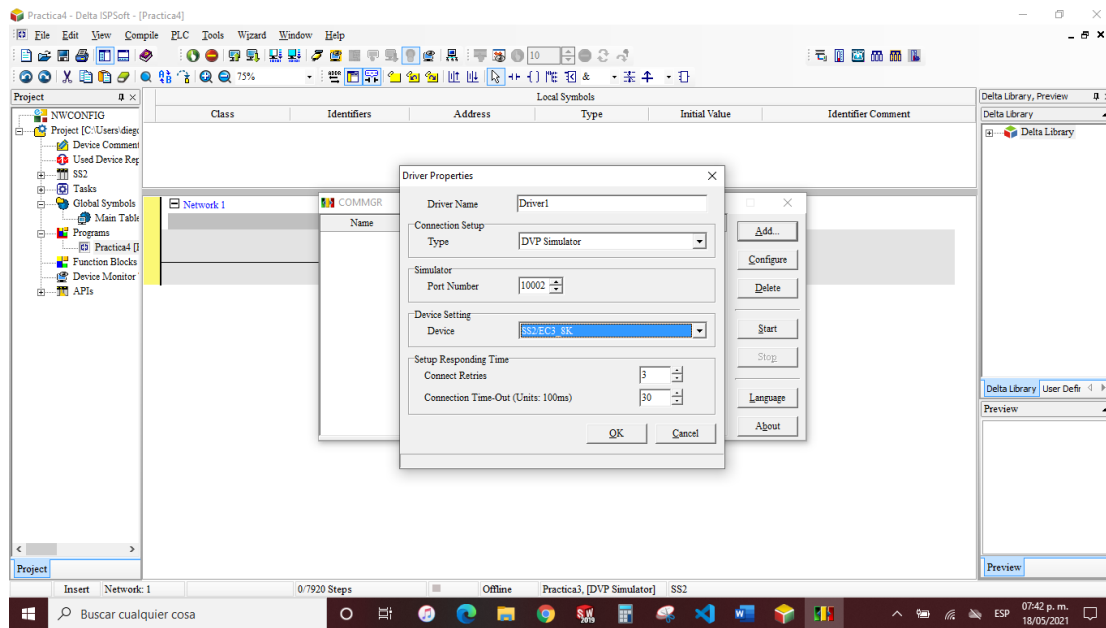 Practica4 - Delta ISPSoft - [Practica4]
File Edit View Compile PLC Tools Wizard Window Help
10
75%
Project
NWCONFIG
Project [C:\Users\diego
Device Comment
Used Device Rep
SS2
Tasks
Global Symbols
Main Table
Programs
Practica4 [
Function Blocks
Device Monitor
APIs
Project
Local Symbols
Class Identifiers Address Type Initial Value Identifier Comment
Network 1
COMMGR
Name
Add...
Configure
Delete
Start
Stop
Language
About
Driver Properties
Driver Name Driver1
Connection Setup
Type DVP Simulator
Simulator
Port Number 10002
Device Setting
Device SS2/EC3_8K
Setup Responding Time
Connect Retries 3
Connection Time-Out (Units: 100ms) 30
OK Cancel
Delta Library, Preview
Delta Library
Delta Library
Delta Library User Defir
Preview
Preview
Insert Network: 1 0/7920 Steps Offline Practica3, [DVP Simulator] SS2
Buscar cualquier cosa
ESP
07:42 p. m.
18/05/2021